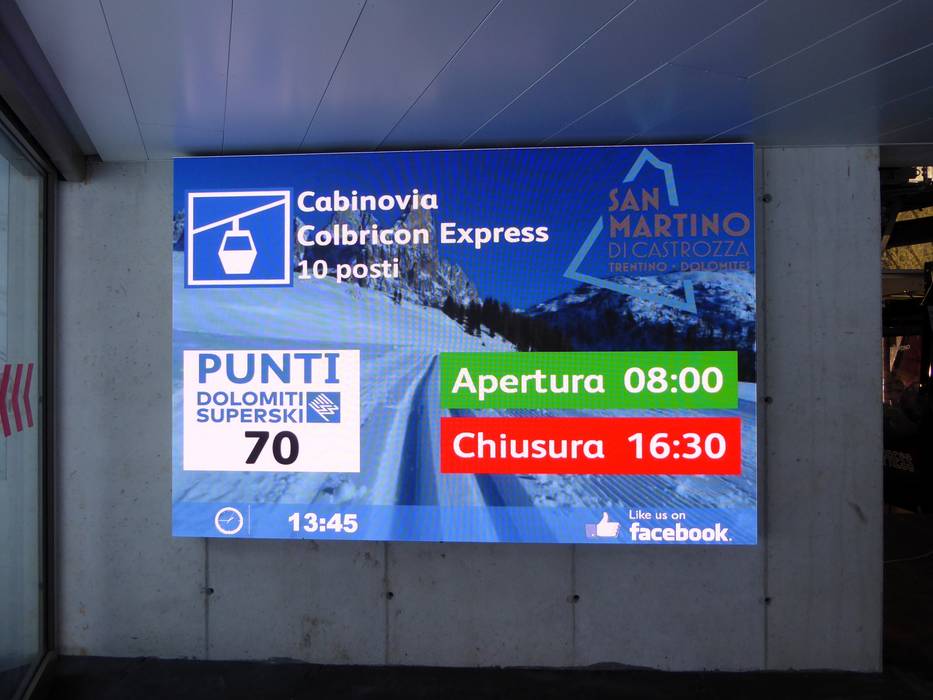 Cabinovia
Colbricon Express
10 posti
SAN
MARTINO
DI CASTROZZA
TRENTINO • DOLOMITES
PUNTI
DOLOMITI
SUPERSKI
70
Apertura 08:00
Chiusura 16:30
13:45
Like us on
facebook.